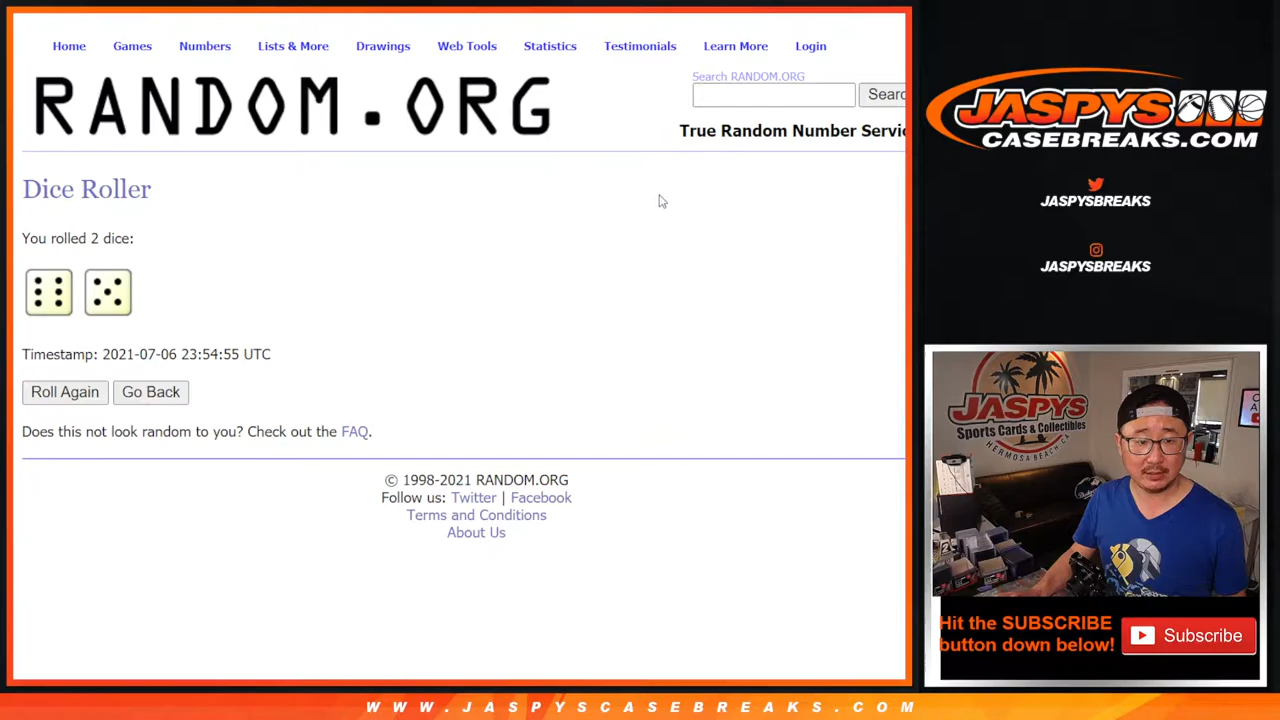 Home Games Numbers Lists & More Drawings Web Tools Statistics Testimonials Learn More Login
RANDOM.ORG
Search RANDOM.ORG
Searc
True Random Number Servic
Dice Roller
You rolled 2 dice:
Timestamp: 2021-07-06 23:54:55 UTC
Roll Again Go Back
Does this not look random to you? Check out the FAQ.
© 1998-2021 RANDOM.ORG
Follow us: Twitter | Facebook
Terms and Conditions
About Us
JASPYS
CASEBREAKS.COM
JASPYSBREAKS
JASPYSBREAKS
JASPYS
Sports Cards & Collectibles
HERMOSA BEACH, CA
Hit the SUBSCRIBE
button down below!
Subscribe
WWW.JASPYSCASEBREAKS.COM